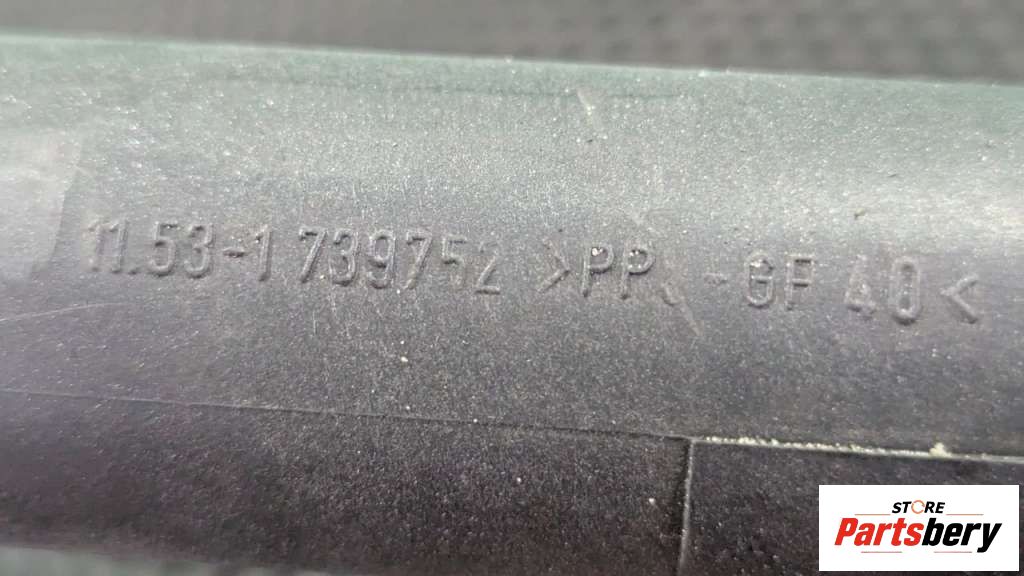 11.53-1 739752 >PP -GF 40<
STORE
Partsbery